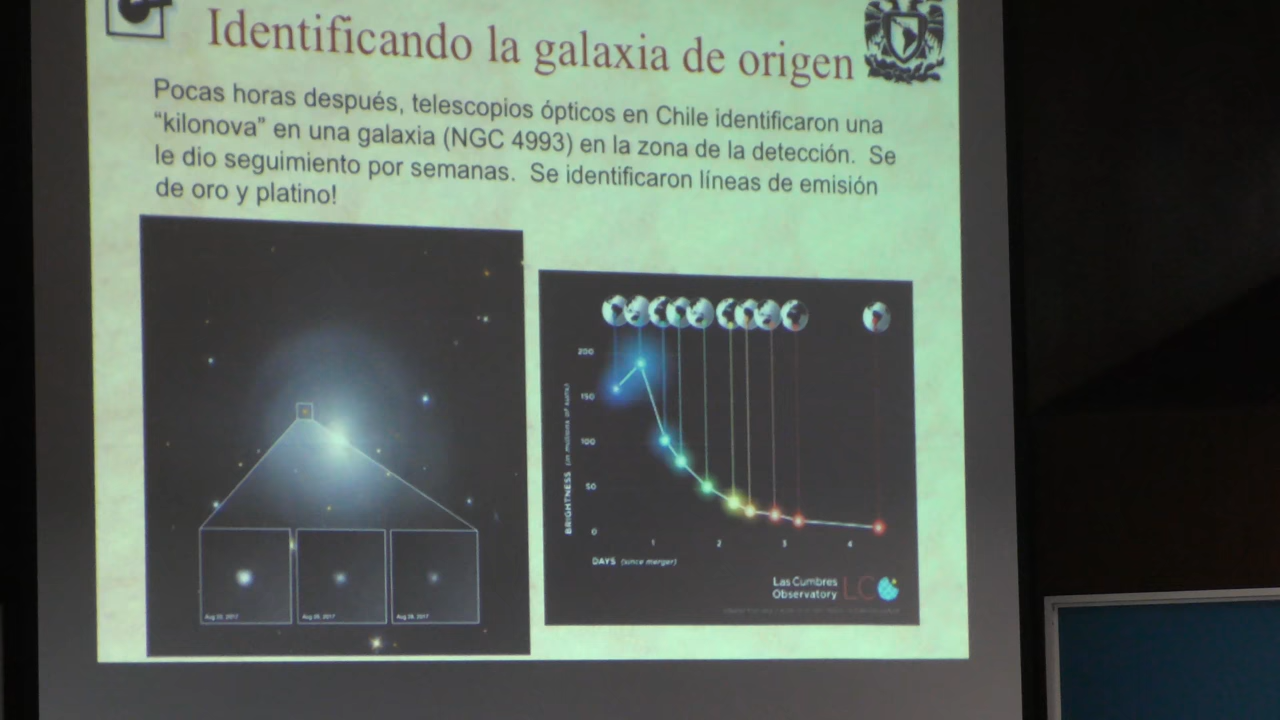 Identificando la galaxia de origen
Pocas horas después, telescopios ópticos en Chile identificaron una
“kilonova” en una galaxia (NGC 4993) en la zona de la detección. Se
le dio seguimiento por semanas. Se identificaron líneas de emisión
de oro y platino!
Aug 26, 2017
Aug 28, 2017
200
150
100
50
0
BRIGHTNESS (in millions of suns)
1
2
3
4
DAYS (since merger)
Las Cumbres
Observatory
LCO